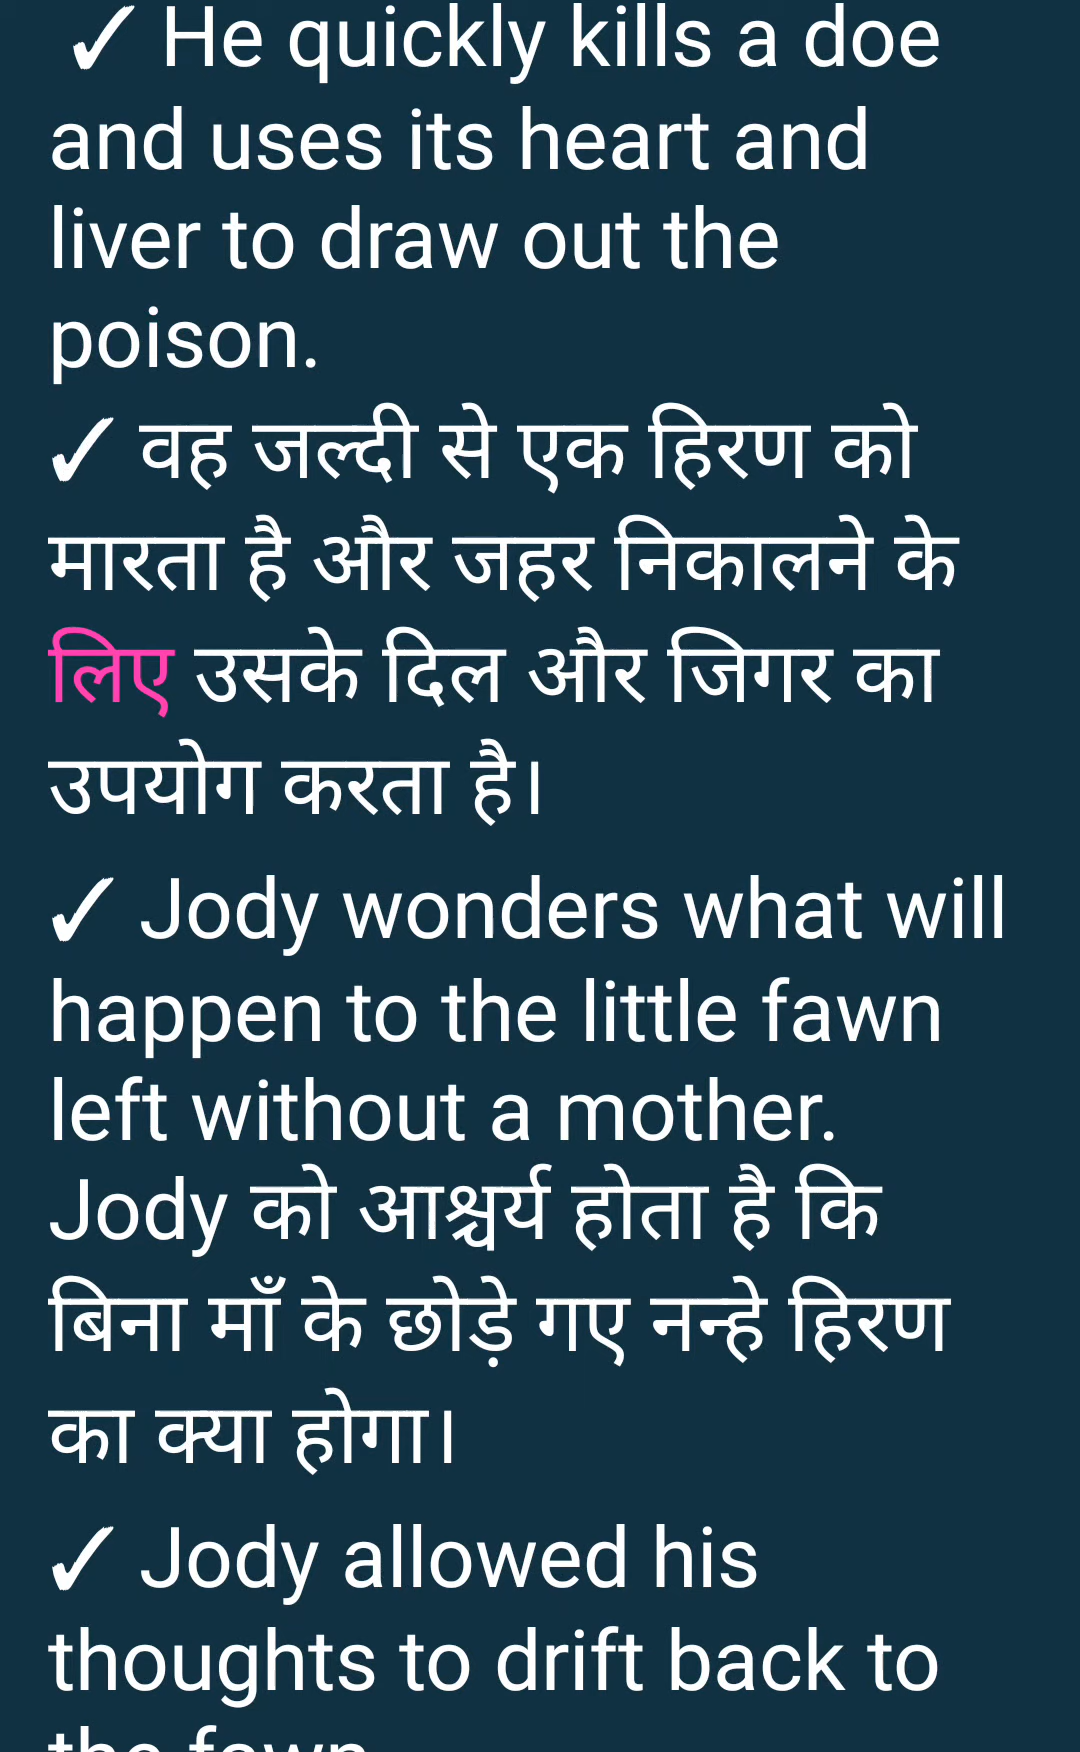 ✓ He quickly kills a doe
and uses its heart and
liver to draw out the
poison.
✓ वह जल्दी से एक हिरण को
मारता है और जहर निकालने के
लिए उसके दिल और जिगर का
उपयोग करता है।
✓ Jody wonders what will
happen to the little fawn
left without a mother.
Jody को आश्चर्य होता है कि
बिना माँ के छोड़े गए नन्हे हिरण
का क्या होगा।
✓ Jody allowed his
thoughts to drift back to
the fawn